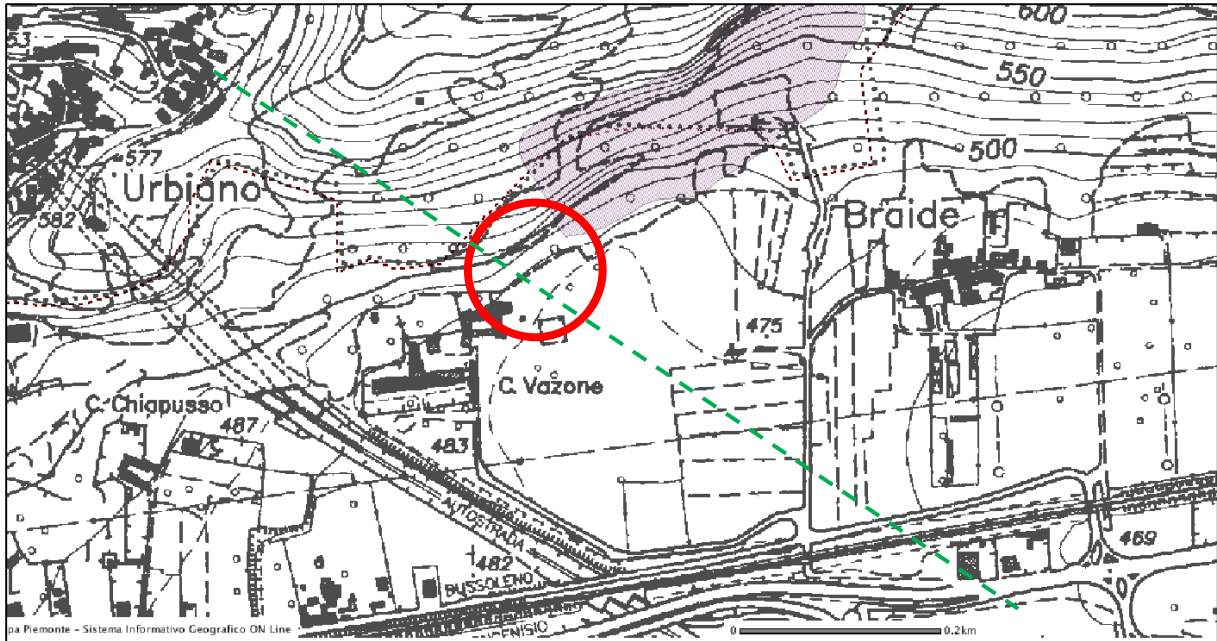 53
600
550
500
577
Urbiano
582
Braide
475
C. Vazone
C. Chiapusso
487
483
AUTOSTRADA
482
BUSSOLENO
469
pa Piemonte - Sistema Informativo Geografico ON Line
0
0.2km